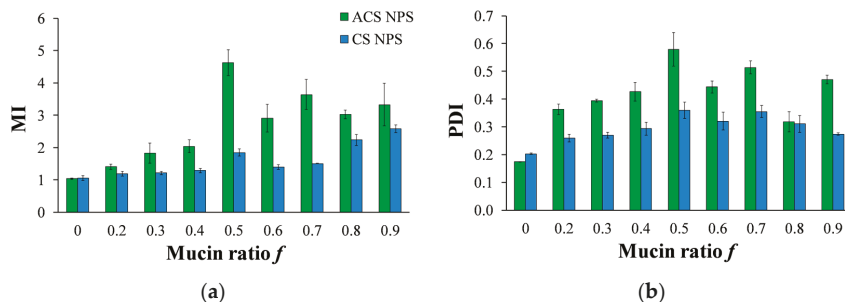 (a)
(b)
6
5
4
3
2
1
0
MI
ACS NPS
CS NPS
0 0.2 0.3 0.4 0.5 0.6 0.7 0.8 0.9
Mucin ratio f
0.7
0.6
0.5
0.4
0.3
0.2
0.1
0.0
PDI
0 0.2 0.3 0.4 0.5 0.6 0.7 0.8 0.9
Mucin ratio f
(a)
(b)